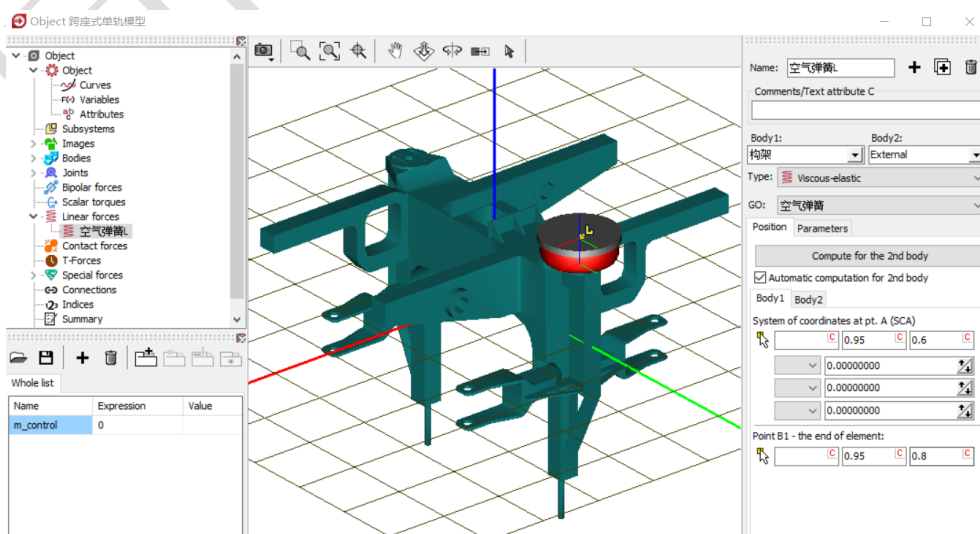 Object 跨座式单轨模型
Object
Object
Curves
Variables
Attributes
Subsystems
Images
Bodies
Joints
Bipolar forces
Scalar torques
Linear forces
空气弹簧L
Contact forces
T-Forces
Special forces
Connections
Indices
Summary
Whole list
Name Expression Value
m_control 0
L
Name: 空气弹簧L
Comments/Text attribute C
Body1: Body2:
构架 External
Type: Viscous-elastic
GO: 空气弹簧
Position Parameters
Compute for the 2nd body
Automatic computation for 2nd body
Body1 Body2
System of coordinates at pt. A (SCA)
C 0.95 C 0.6 C
0.00000000
0.00000000
0.00000000
Point B1 - the end of element:
C 0.95 C 0.8 C